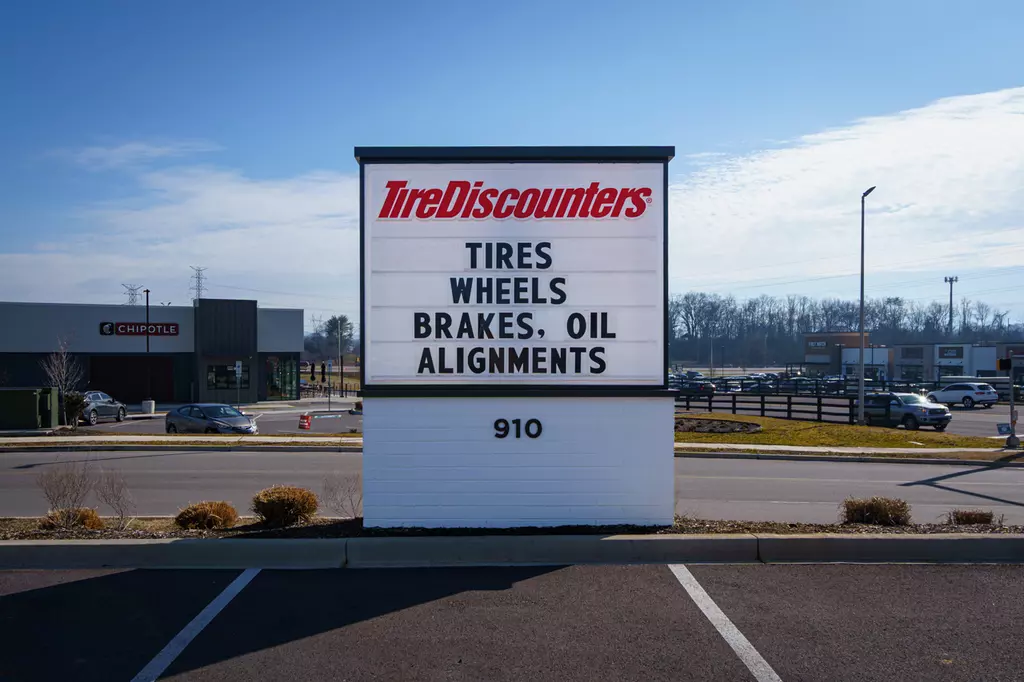 TireDiscounters®
TIRES
WHEELS
BRAKES, OIL
ALIGNMENTS
910
CHIPOTLE